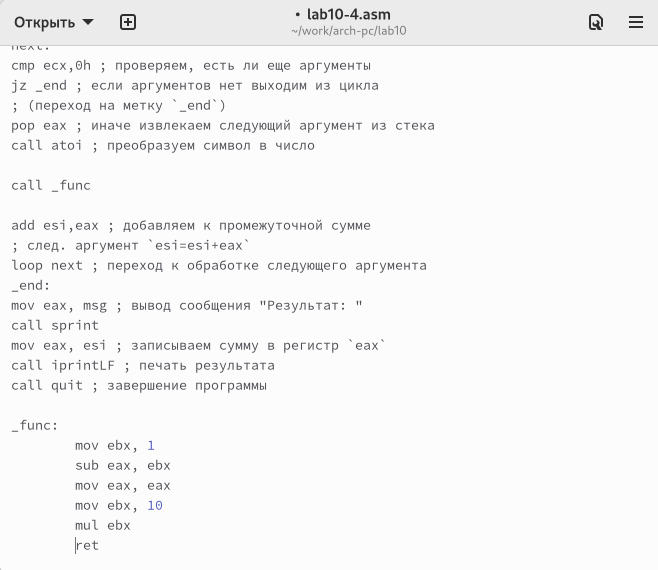 Открыть
• lab10-4.asm
~/work/arch-pc/lab10
next:
cmp ecx,0h ; проверяем, есть ли еще аргументы
jz _end ; если аргументов нет выходим из цикла
; (переход на метку `_end`)
pop eax ; иначе извлекаем следующий аргумент из стека
call atoi ; преобразуем символ в число
call _func
add esi,eax ; добавляем к промежуточной сумме
; след. аргумент `esi=esi+eax`
loop next ; переход к обработке следующего аргумента
_end:
mov eax, msg ; вывод сообщения "Результат: "
call sprint
mov eax, esi ; записываем сумму в регистр `eax`
call iprintLF ; печать результата
call quit ; завершение программы
_func:
mov ebx, 1
sub eax, ebx
mov eax, eax
mov ebx, 10
mul ebx
ret